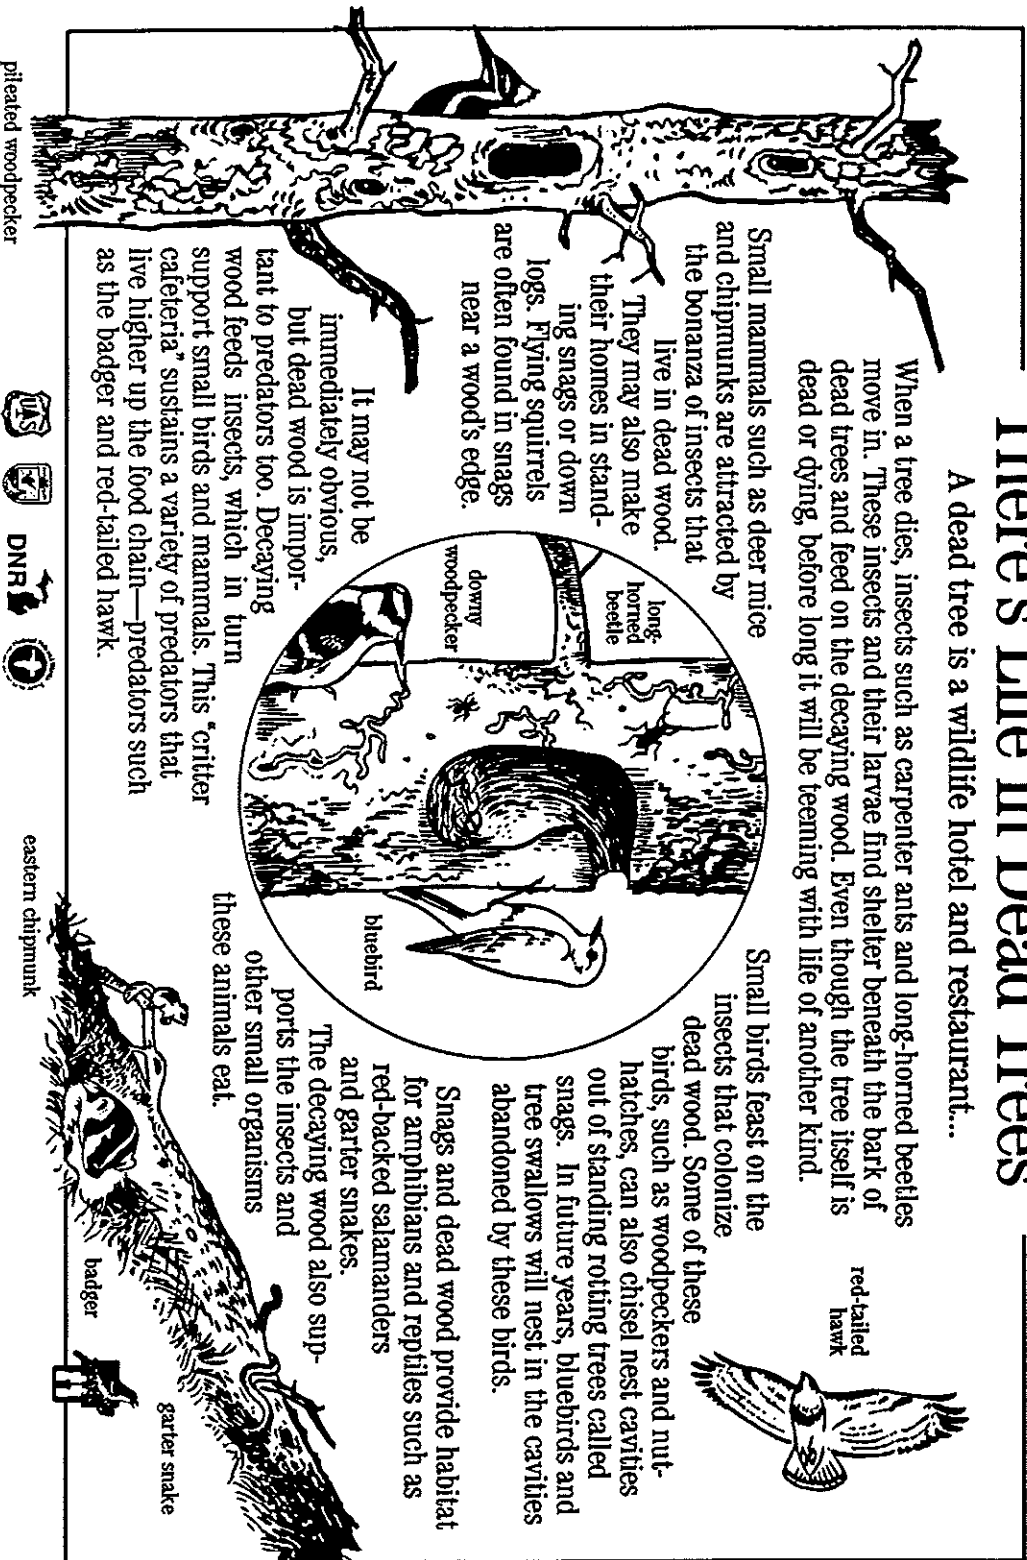 There's Life in Dead Trees
A dead tree is a wildlife hotel and restaurant...
When a tree dies, insects such as carpenter ants and long-horned beetles
move in. These insects and their larvae find shelter beneath the bark of
dead trees and feed on the decaying wood. Even though the tree itself is
dead or dying, before long it will be teeming with life of another kind.
Small mammals such as deer mice
and chipmunks are attracted by
the bonanza of insects that
live in dead wood.
They may also make
their homes in stand-
ing snags or down
logs. Flying squirrels
are often found in snags
near a wood's edge.
It may not be
immediately obvious,
but dead wood is impor-
tant to predators too. Decaying
wood feeds insects, which in turn
support small birds and mammals. This "critter
cafeteria" sustains a variety of predators that
live higher up the food chain—predators such
as the badger and red-tailed hawk.
long-
horned
beetle
downy
woodpecker
bluebird
Small birds feast on the
insects that colonize
dead wood. Some of these
birds, such as woodpeckers and nut-
hatches, can also chisel nest cavities
out of standing rotting trees called
snags. In future years, bluebirds and
tree swallows will nest in the cavities
abandoned by these birds.
Snags and dead wood provide habitat
for amphibians and reptiles such as
red-backed salamanders
and garter snakes.
The decaying wood also sup-
ports the insects and
other small organisms
these animals eat.
red-tailed
hawk
pileated woodpecker
UAS
DNR
eastern chipmunk
badger
garter snake